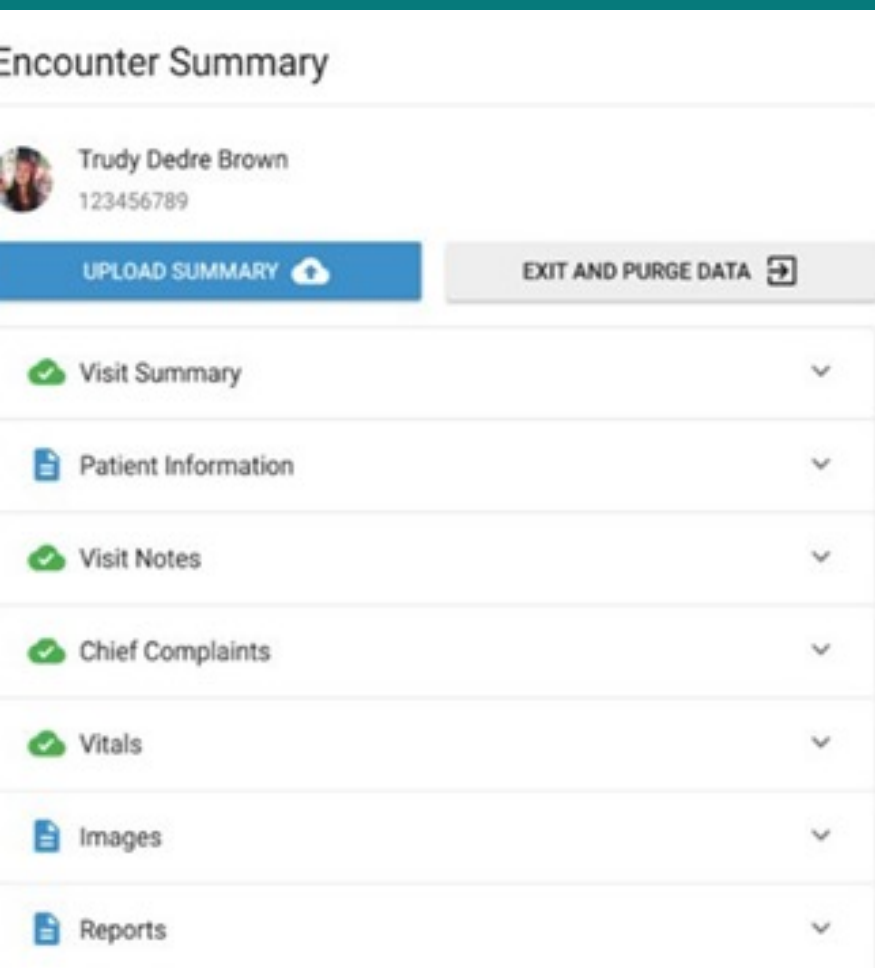 Encounter Summary
Trudy Dedre Brown
123456789
UPLOAD SUMMARY
EXIT AND PURGE DATA
Visit Summary
Patient Information
Visit Notes
Chief Complaints
Vitals
Images
Reports